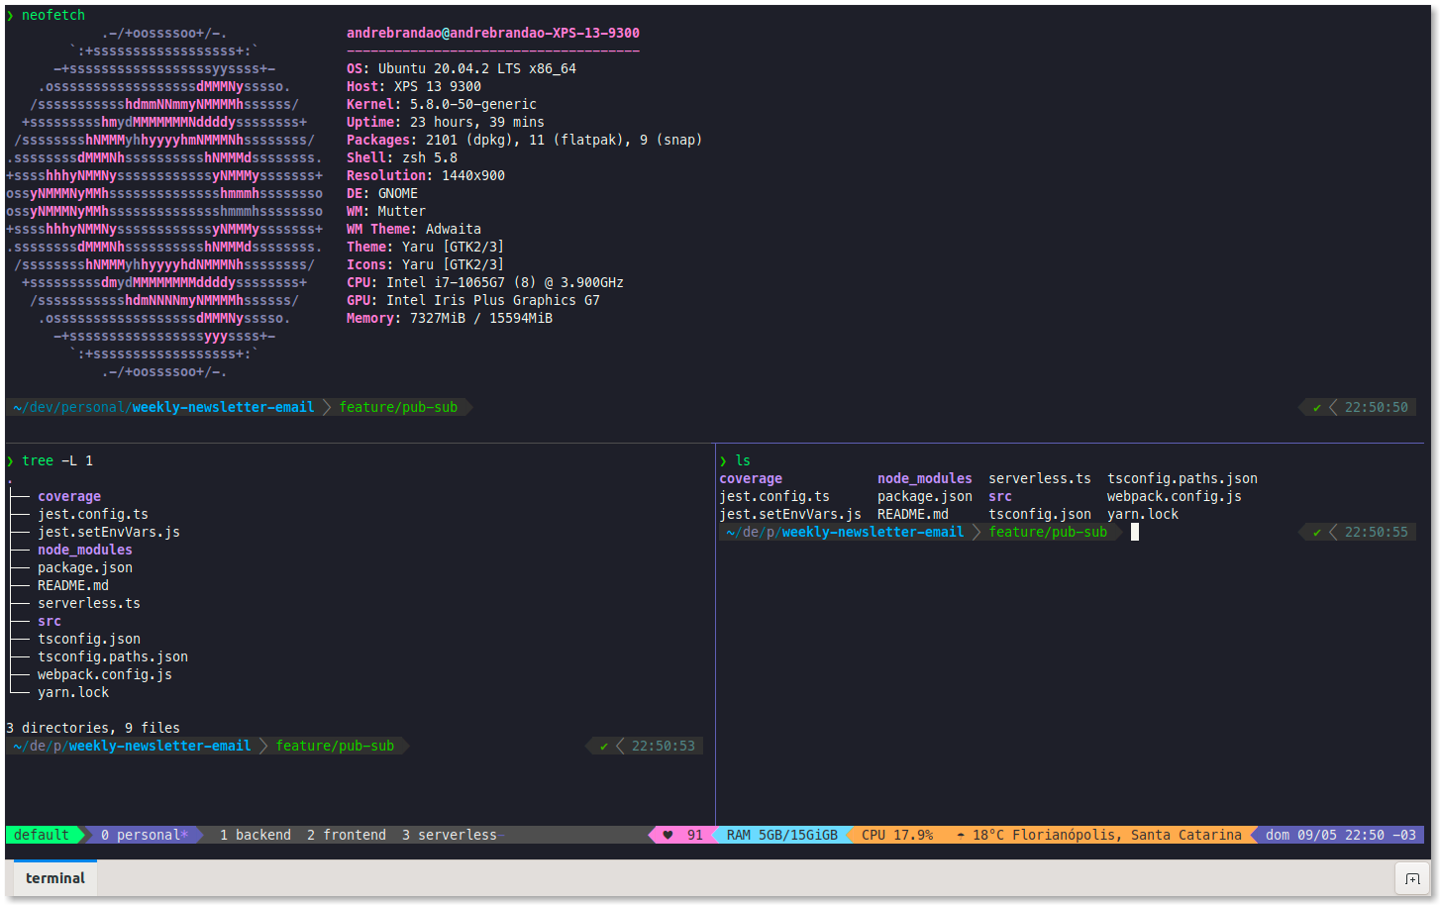 ❯ neofetch
.-/+oossssoo+/-.
`:+ssssssssssssssssss+:`
-+ssssssssssssssssssyyssss+-
.ossssssssssssssssssdMMMNysssso.
/ssssssssssshdmmNNmmyNMMMMhssssss/
+ssssssssshmydMMMMMMMNddddyssssssss+
/sssssssshNMMMyhhyyyyhmNMMMNhssssssss/
.ssssssssdMMMNhsssssssssshNMMMdssssssss.
+sssshhhyNMMNyssssssssssssyNMMMysssssss+
ossyNMMMNyMMhsssssssssssssshmmmhssssssso
ossyNMMMNyMMhsssssssssssssshmmmhssssssso
+sssshhhyNMMNyssssssssssssyNMMMysssssss+
.ssssssssdMMMNhsssssssssshNMMMdssssssss.
/sssssssshNMMMyhhyyyyhdNMMMNhssssssss/
+sssssssssdmydMMMMMMMMddddyssssssss+
/ssssssssssshdmNNNNmyNMMMMhssssss/
.ossssssssssssssssssdMMMNysssso.
-+sssssssssssssssssyyyssss+-
`:+ssssssssssssssssss+:`
.-/+oossssoo+/-.
andrebrandao@andrebrandao-XPS-13-9300
-------------------------------------
OS: Ubuntu 20.04.2 LTS x86_64
Host: XPS 13 9300
Kernel: 5.8.0-50-generic
Uptime: 23 hours, 39 mins
Packages: 2101 (dpkg), 11 (flatpak), 9 (snap)
Shell: zsh 5.8
Resolution: 1440x900
DE: GNOME
WM: Mutter
WM Theme: Adwaita
Theme: Yaru [GTK2/3]
Icons: Yaru [GTK2/3]
CPU: Intel i7-1065G7 (8) @ 3.900GHz
GPU: Intel Iris Plus Graphics G7
Memory: 7327MiB / 15594MiB
~/dev/personal/weekly-newsletter-email feature/pub-sub ✔ 22:50:50
❯ tree -L 1
.
├── coverage
├── jest.config.ts
├── jest.setEnvVars.js
├── node_modules
├── package.json
├── README.md
├── serverless.ts
├── src
├── tsconfig.json
├── tsconfig.paths.json
├── webpack.config.js
└── yarn.lock
3 directories, 9 files
~/de/p/weekly-newsletter-email feature/pub-sub ✔ 22:50:53
❯ ls
coverage node_modules serverless.ts tsconfig.paths.json
jest.config.ts package.json src webpack.config.js
jest.setEnvVars.js README.md tsconfig.json yarn.lock
~/de/p/weekly-newsletter-email feature/pub-sub ✔ 22:50:55
default 0 personal* 1 backend 2 frontend 3 serverless- ♥ 91 RAM 5GB/15GiGB CPU 17.9% ☂ 18°C Florianópolis, Santa Catarina dom 09/05 22:50 -03
terminal